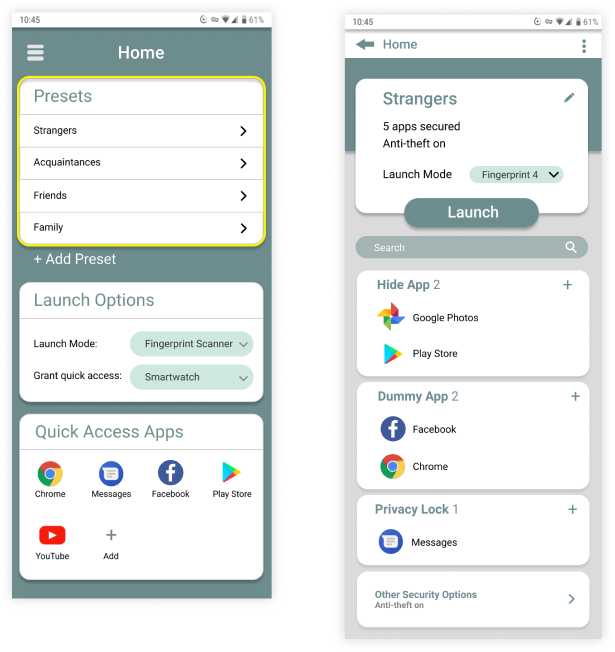 10:45
61%
Home
Presets
Strangers
Acquaintances
Friends
Family
+ Add Preset
Launch Options
Launch Mode:
Fingerprint Scanner
Grant quick access:
Smartwatch
Quick Access Apps
Chrome
Messages
Facebook
Play Store
YouTube
+
Add
10:45
61%
Home
Strangers
5 apps secured
Anti-theft on
Launch Mode
Fingerprint 4
Launch
Search
Hide App 2 +
Google Photos
Play Store
Dummy App 2 +
Facebook
Chrome
Privacy Lock 1 +
Messages
Other Security Options
Anti-theft on